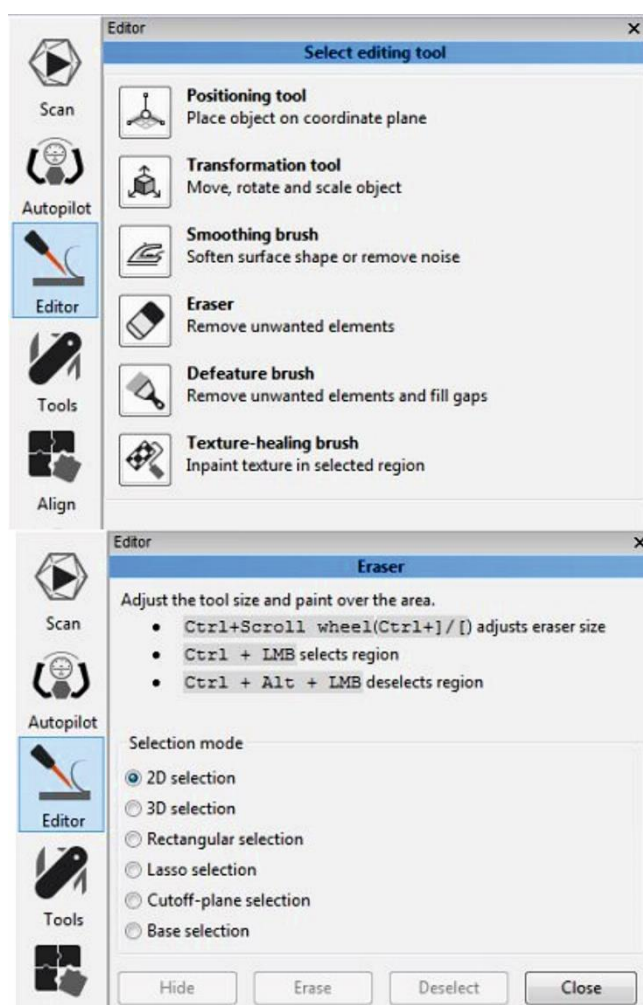 Editor
Select editing tool
Scan
Positioning tool
Place object on coordinate plane
Autopilot
Transformation tool
Move, rotate and scale object
Editor
Smoothing brush
Soften surface shape or remove noise
Eraser
Remove unwanted elements
Tools
Defeature brush
Remove unwanted elements and fill gaps
Align
Texture-healing brush
Inpaint texture in selected region
Editor
Eraser
Scan
Adjust the tool size and paint over the area.
• Ctrl+Scroll wheel(Ctrl+]/[) adjusts eraser size
• Ctrl + LMB selects region
• Ctrl + Alt + LMB deselects region
Autopilot
Selection mode
2D selection
3D selection
Editor
Rectangular selection
Lasso selection
Cutoff-plane selection
Tools
Base selection
Hide Erase Deselect Close